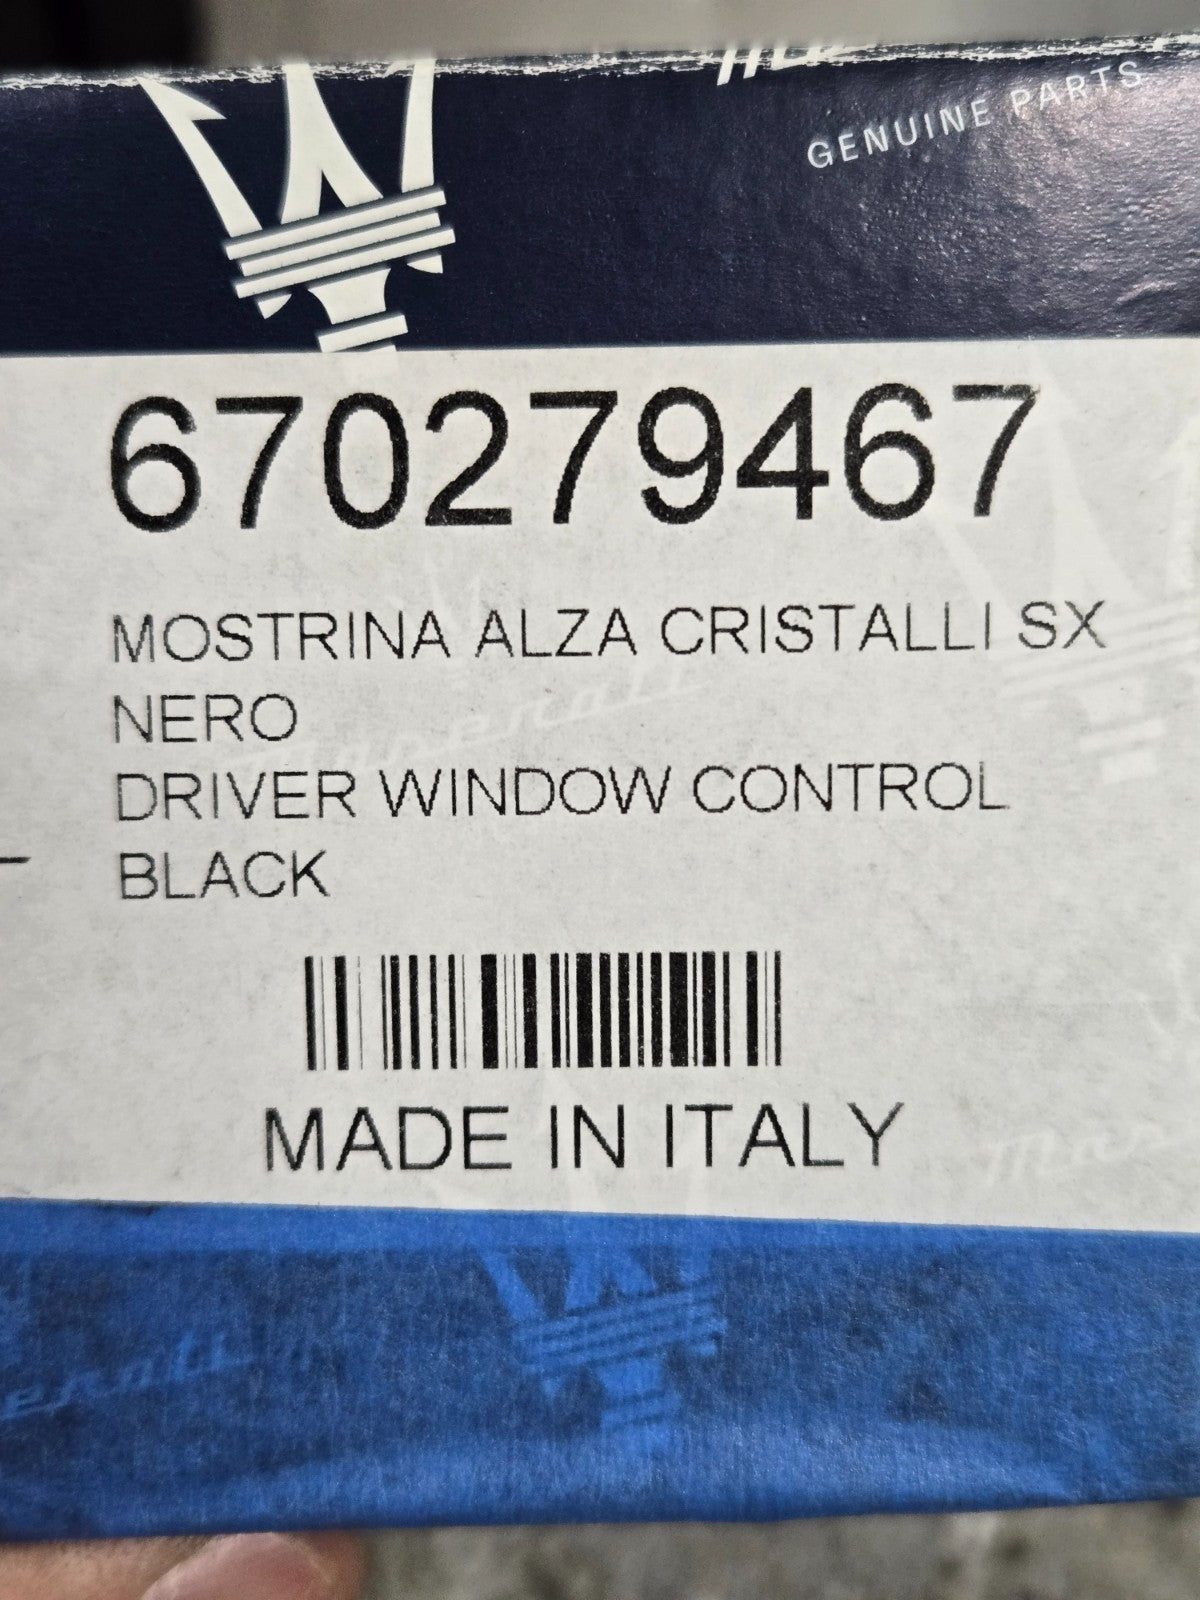 GENUINE PARTS
670279467
MOSTRINA ALZA CRISTALLI SX
NERO
DRIVER WINDOW CONTROL
BLACK
MADE IN ITALY